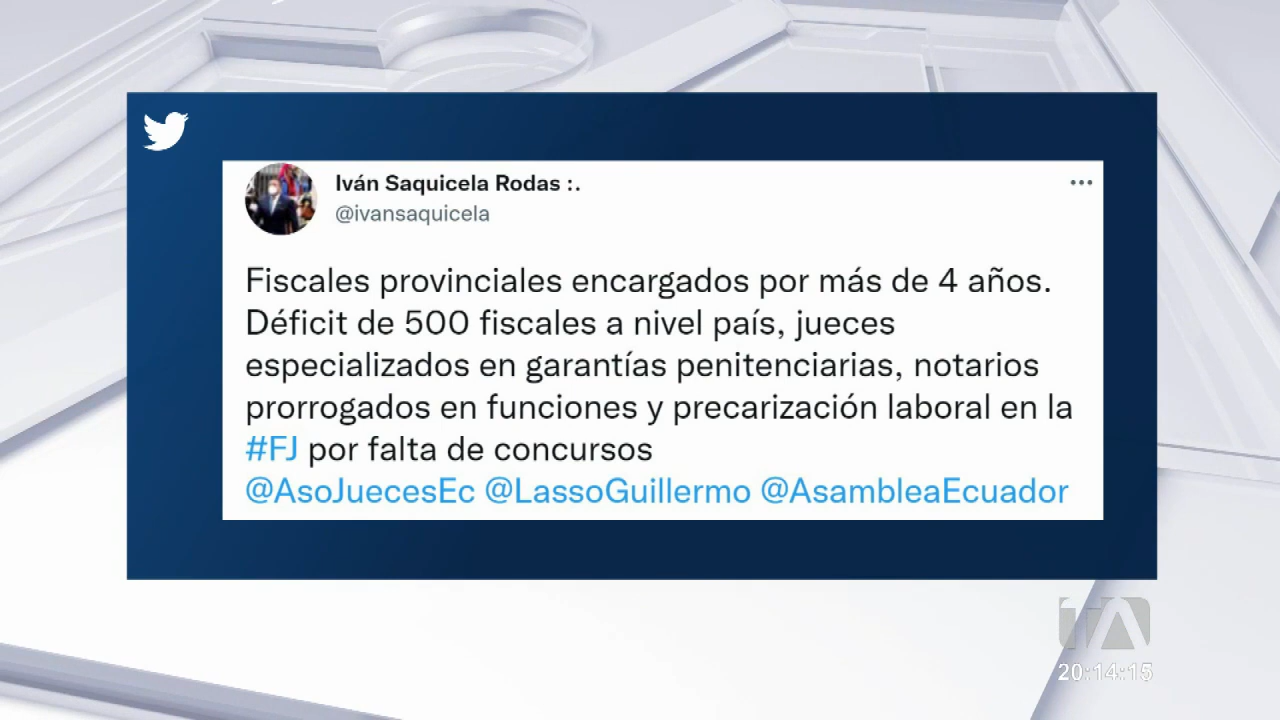 Iván Saquicela Rodas :.
@ivansaquicela
Fiscales provinciales encargados por más de 4 años.
Déficit de 500 fiscales a nivel país, jueces
especializados en garantías penitenciarias, notarios
prorrogados en funciones y precarización laboral en la
#FJ por falta de concursos
@AsoJuecesEc @LassoGuillermo @AsambleaEcuador
TA
20:14:15